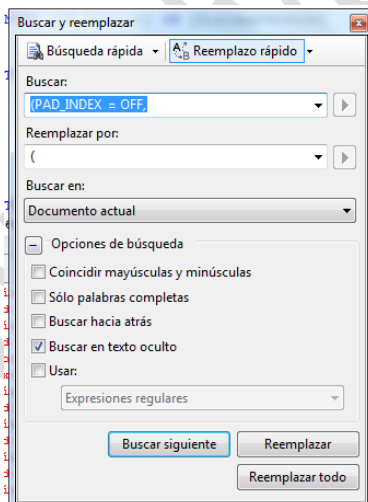 Buscar y reemplazar
Búsqueda rápida
Reemplazo rápido
Buscar:
(PAD_INDEX = OFF,
Reemplazar por:
(
Buscar en:
Documento actual
Opciones de búsqueda
Coincidir mayúsculas y minúsculas
Sólo palabras completas
Buscar hacia atrás
Buscar en texto oculto
Usar:
Expresiones regulares
Buscar siguiente
Reemplazar
Reemplazar todo